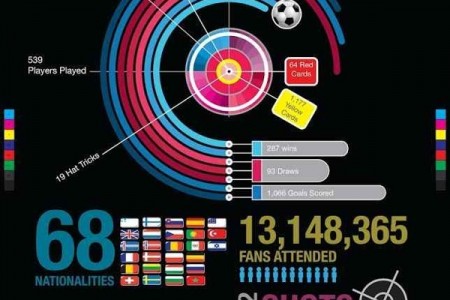 539
Players Played
64 Red
Cards
1,177
Yellow
Cards
19 Hat Tricks
287 wins
93 Draws
1,066 Goals Scored
68
NATIONALITIES
13,148,365
FANS ATTENDED
SHOTS